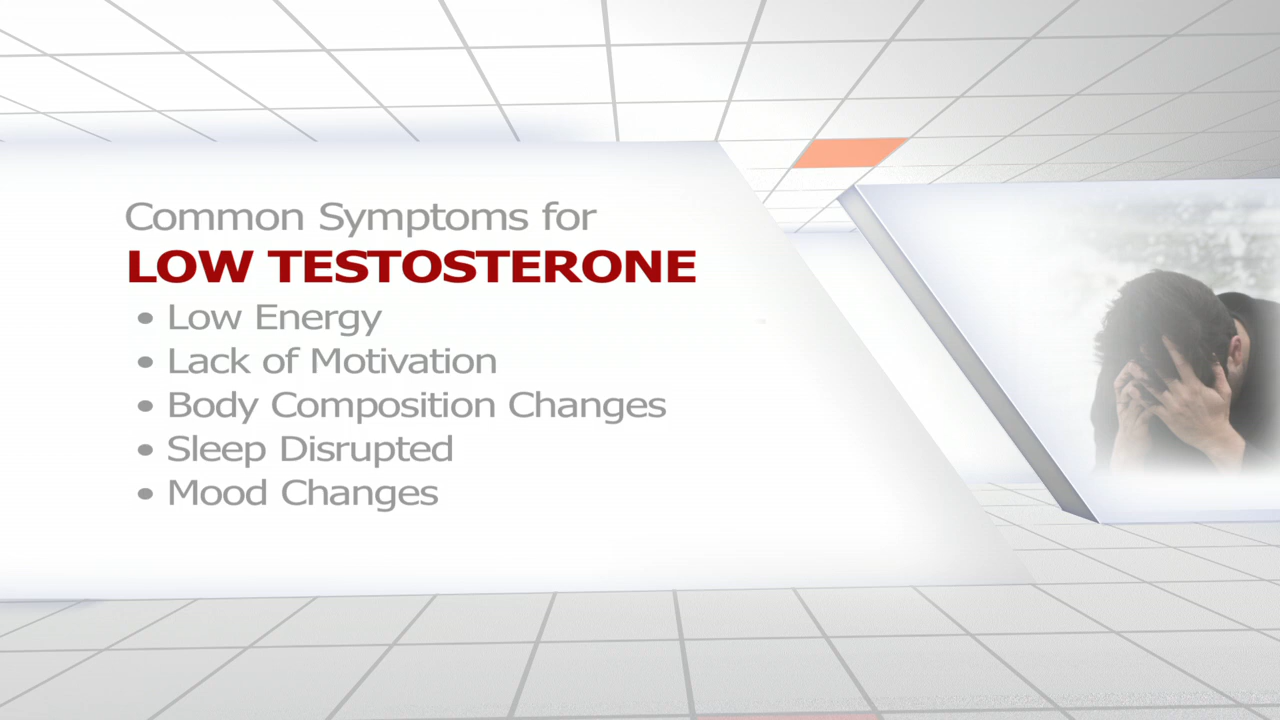 Common Symptoms for
LOW TESTOSTERONE
• Low Energy
• Lack of Motivation
• Body Composition Changes
• Sleep Disrupted
• Mood Changes